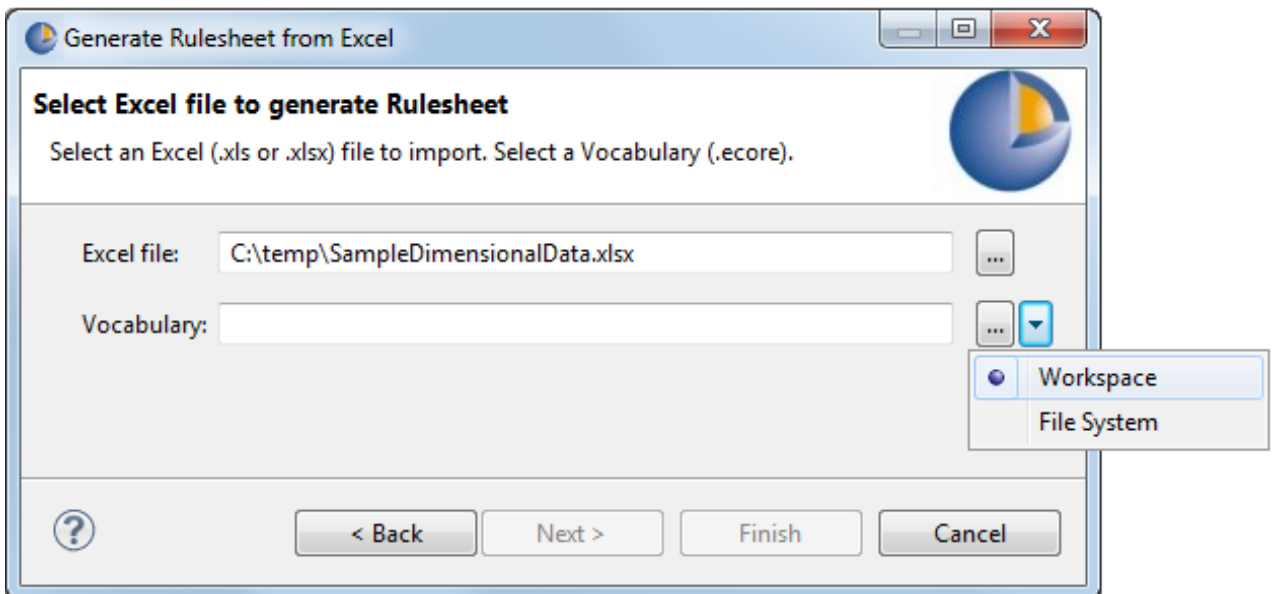 Generate Rulesheet from Excel
Select Excel file to generate Rulesheet
Select an Excel (.xls or .xlsx) file to import. Select a Vocabulary (.ecore).
Excel file: C:\temp\SampleDimensionalData.xlsx ...
Vocabulary: ...
Workspace
File System
? < Back Next > Finish Cancel